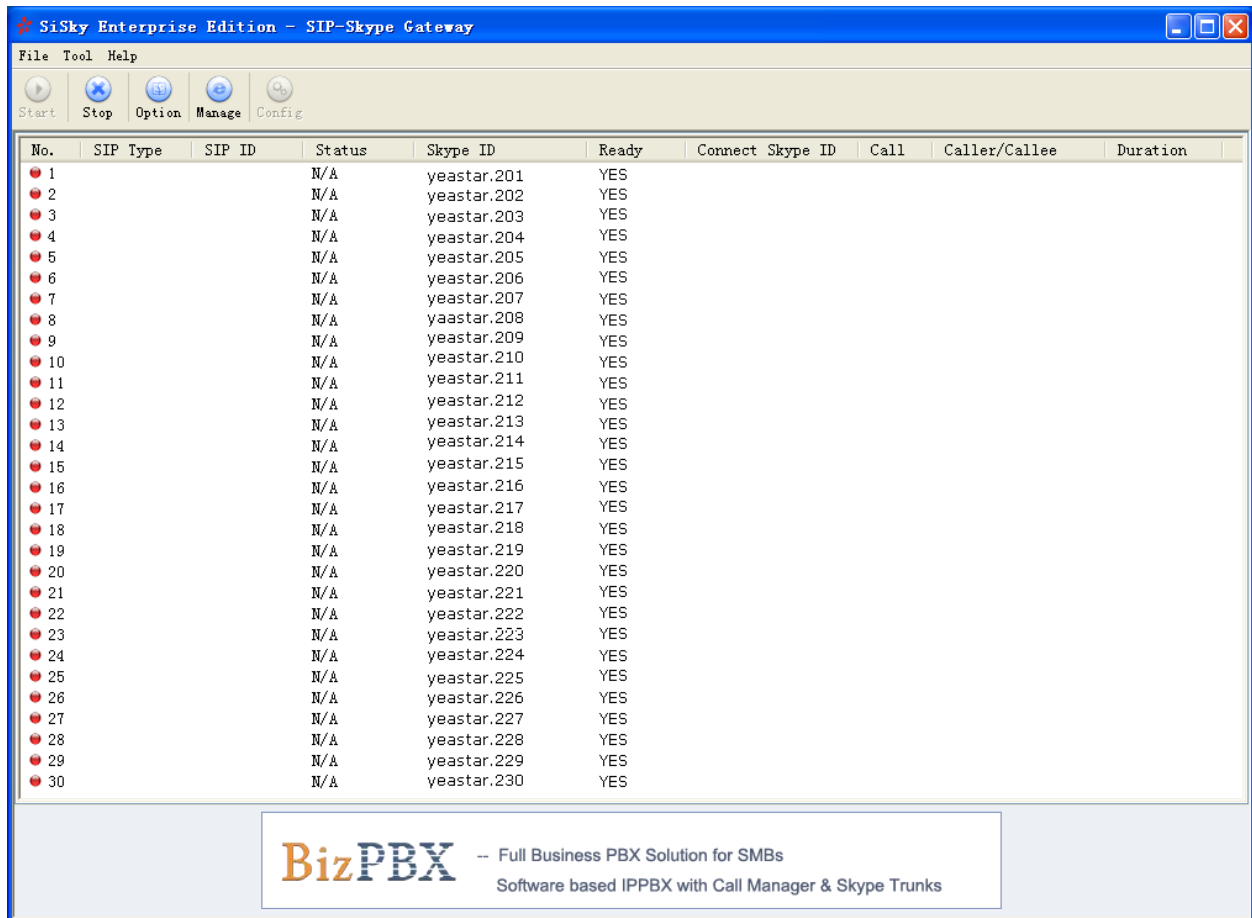 SiSky Enterprise Edition - SIP-Skype Gateway
File Tool Help
Start Stop Option Manage Config
No. SIP Type SIP ID Status Skype ID Ready Connect Skype ID Call Caller/Callee Duration
1 N/A yeastar.201 YES
2 N/A yeastar.202 YES
3 N/A yeastar.203 YES
4 N/A yeastar.204 YES
5 N/A yeastar.205 YES
6 N/A yeastar.206 YES
7 N/A yeastar.207 YES
8 N/A yaastar.208 YES
9 N/A yeastar.209 YES
10 N/A yeastar.210 YES
11 N/A yeastar.211 YES
12 N/A yeastar.212 YES
13 N/A yeastar.213 YES
14 N/A yeastar.214 YES
15 N/A yeastar.215 YES
16 N/A yeastar.216 YES
17 N/A yeastar.217 YES
18 N/A yeastar.218 YES
19 N/A yeastar.219 YES
20 N/A yeastar.220 YES
21 N/A yeastar.221 YES
22 N/A yeastar.222 YES
23 N/A yeastar.223 YES
24 N/A yeastar.224 YES
25 N/A yeastar.225 YES
26 N/A yeastar.226 YES
27 N/A yeastar.227 YES
28 N/A yeastar.228 YES
29 N/A yeastar.229 YES
30 N/A yeastar.230 YES
BizPBX -- Full Business PBX Solution for SMBs
Software based IPPBX with Call Manager & Skype Trunks